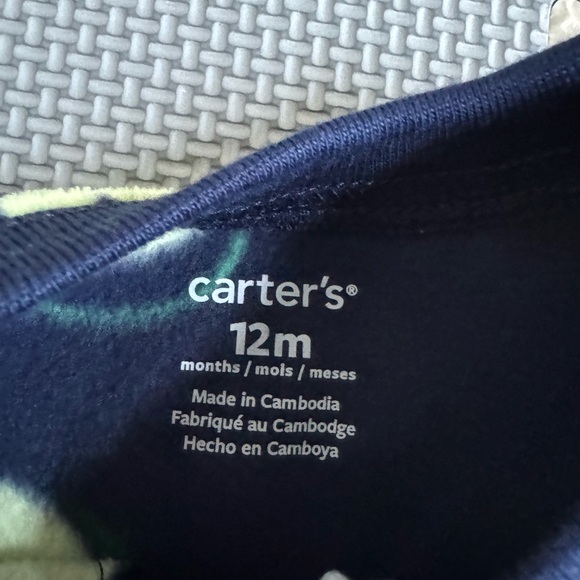 carter's®
12m
months / mois / meses
Made in Cambodia
Fabriqué au Cambodge
Hecho en Camboya